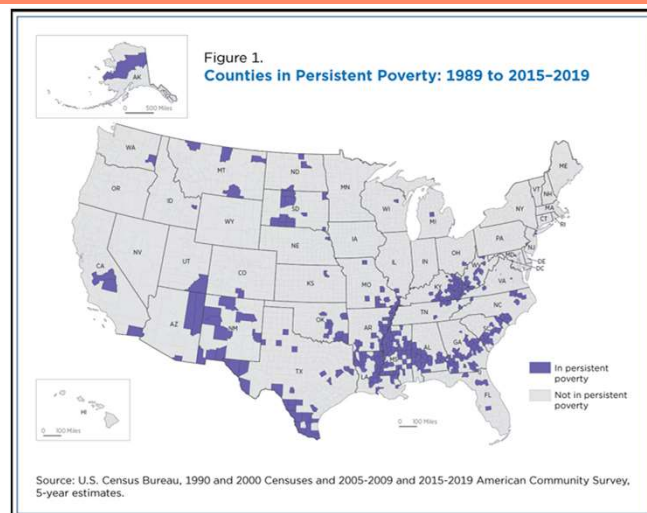 Figure 1.
Counties in Persistent Poverty: 1989 to 2015–2019
AK
0 500 Miles
WA
MT
ND
MN
ME
OR
ID
SD
WI
MI
VT
NH
NY
MA
CT
RI
WY
NE
IA
PA
NJ
NV
UT
CO
IL
IN
OH
WV
MD
DE
DC
CA
KS
MO
KY
VA
AZ
NM
OK
AR
TN
NC
SC
TX
LA
MS
AL
GA
FL
HI
0 100 Miles
0 100 Miles
In persistent
poverty
Not in persistent
poverty
Source: U.S. Census Bureau, 1990 and 2000 Censuses and 2005-2009 and 2015-2019 American Community Survey,
5-year estimates.